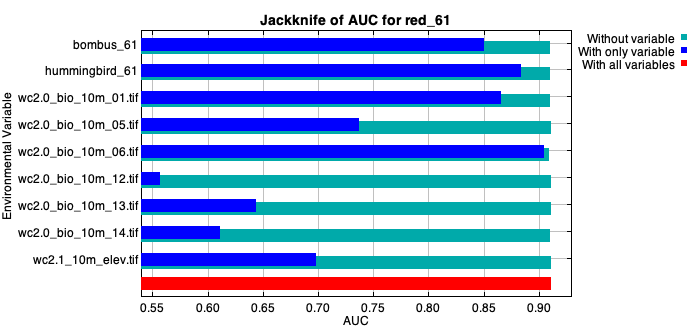 Jackknife of AUC for red_61
Without variable
With only variable
With all variables
Environmental Variable
bombus_61
hummingbird_61
wc2.0_bio_10m_01.tif
wc2.0_bio_10m_05.tif
wc2.0_bio_10m_06.tif
wc2.0_bio_10m_12.tif
wc2.0_bio_10m_13.tif
wc2.0_bio_10m_14.tif
wc2.1_10m_elev.tif
0.55 0.60 0.65 0.70 0.75 0.80 0.85 0.90
AUC